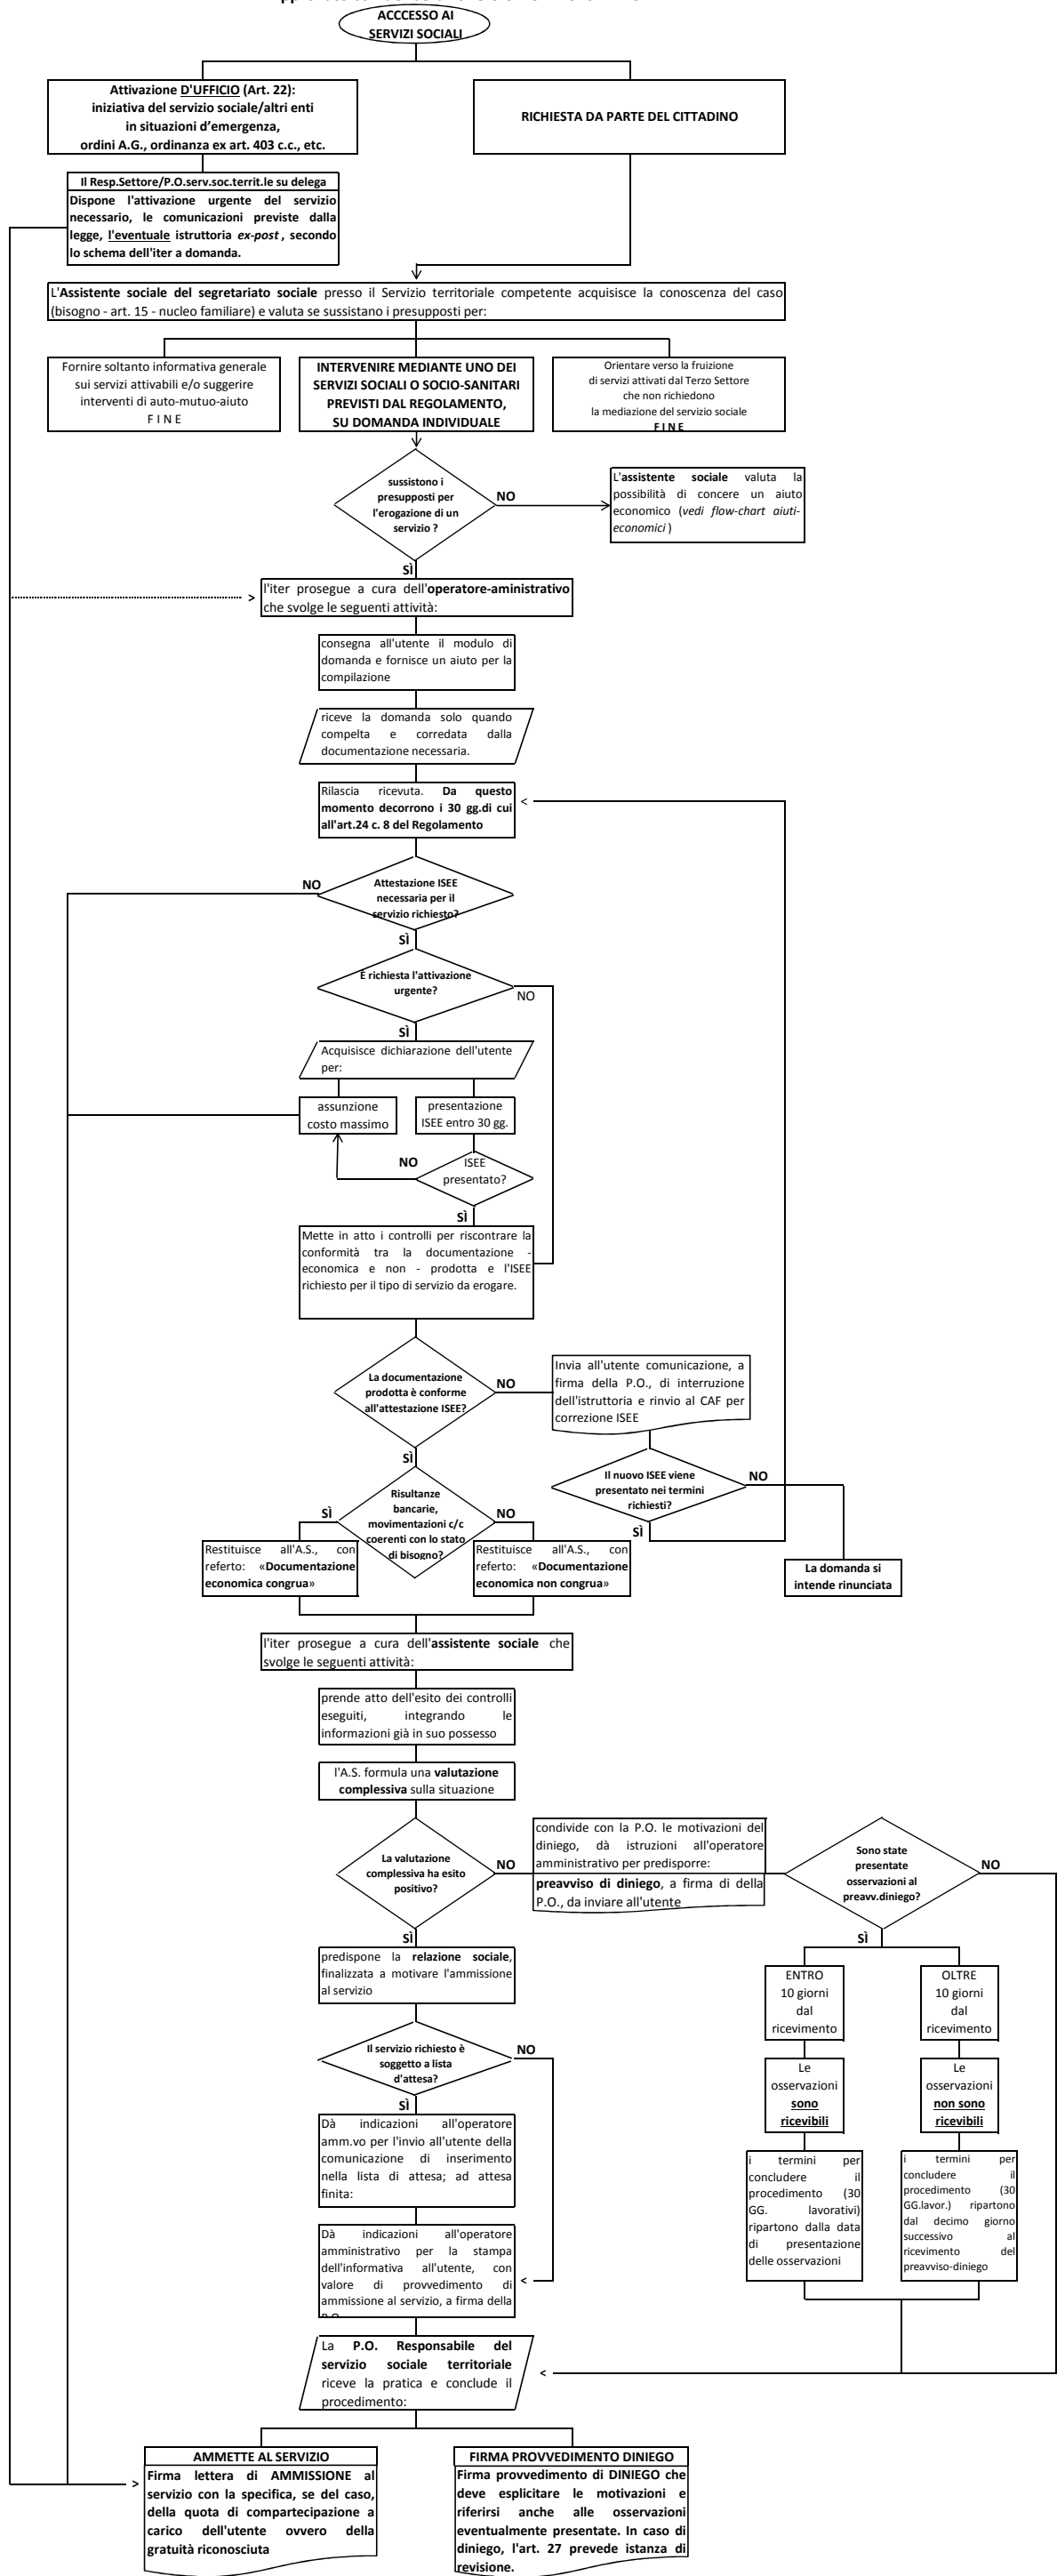 ACCCESSO AI
SERVIZI SOCIALI
Attivazione D'UFFICIO (Art. 22):
iniziativa del servizio sociale/altri enti
in situazioni d'emergenza,
ordini A.G., ordinanza ex art. 403 c.c., etc.
RICHIESTA DA PARTE DEL CITTADINO
Il Resp.Settore/P.O.serv.soc.territ.le su delega
Dispone l'attivazione urgente del servizio
necessario, le comunicazioni previste dalla
legge, l'eventuale istruttoria ex-post , secondo
lo schema dell'iter a domanda.
L'Assistente sociale del segretariato sociale presso il Servizio territoriale competente acquisisce la conoscenza del caso
(bisogno - art. 15 - nucleo familiare) e valuta se sussistano i presupposti per:
Fornire soltanto informativa generale
sui servizi attivabili e/o suggerire
interventi di auto-mutuo-aiuto
F I N E
INTERVENIRE MEDIANTE UNO DEI
SERVIZI SOCIALI O SOCIO-SANITARI
PREVISTI DAL REGOLAMENTO,
SU DOMANDA INDIVIDUALE
Orientare verso la fruizione
di servizi attivati dal Terzo Settore
che non richiedono
la mediazione del servizio sociale
F I N E
sussistono i
presupposti per
l'erogazione di un
servizio ?
NO
L'assistente sociale valuta la
possibilità di concere un aiuto
economico (vedi flow-chart aiuti-
economici )
SÌ
l'iter prosegue a cura dell'operatore-aministrativo
che svolge le seguenti attività:
>
consegna all'utente il modulo di
domanda e fornisce un aiuto per la
compilazione
riceve la domanda solo quando
compelta e corredata dalla
documentazione necessaria.
Rilascia ricevuta. Da questo
momento decorrono i 30 gg.di cui
all'art.24 c. 8 del Regolamento
<
NO
Attestazione ISEE
necessaria per il
servizio richiesto?
SÌ
È richiesta l'attivazione
urgente?
NO
SÌ
Acquisisce dichiarazione dell'utente
per:
assunzione
costo massimo
presentazione
ISEE entro 30 gg.
NO
ISEE
presentato?
SÌ
Mette in atto i controlli per riscontrare la
conformità tra la documentazione -
economica e non - prodotta e l'ISEE
richiesto per il tipo di servizio da erogare.
La documentazione
prodotta è conforme
all'attestazione ISEE?
NO
Invia all'utente comunicazione, a
firma della P.O., di interruzione
dell'istruttoria e rinvio al CAF per
correzione ISEE
SÌ
Il nuovo ISEE viene
presentato nei termini
richiesti?
NO
SÌ
Risultanze
bancarie,
movimentazioni c/c
coerenti con lo stato
di bisogno?
SÌ
NO
Restituisce all'A.S., con
referto: «Documentazione
economica congrua»
Restituisce all'A.S., con
referto: «Documentazione
economica non congrua»
La domanda si
intende rinunciata
l'iter prosegue a cura dell'assistente sociale che
svolge le seguenti attività:
prende atto dell'esito dei controlli
eseguiti, integrando le
informazioni già in suo possesso
l'A.S. formula una valutazione
complessiva sulla situazione
La valutazione
complessiva ha esito
positivo?
NO
condivide con la P.O. le motivazioni del
diniego, dà istruzioni all'operatore
amministrativo per predisporre:
preavviso di diniego, a firma di della
P.O., da inviare all'utente
Sono state
presentate
osservazioni al
preavv.diniego?
NO
SÌ
SÌ
predispone la relazione sociale,
finalizzata a motivare l'ammissione
al servizio
ENTRO
10 giorni
dal
ricevimento
OLTRE
10 giorni
dal
ricevimento
Il servizio richiesto è
soggetto a lista
d'attesa?
NO
SÌ
Le
osservazioni
sono
ricevibili
Le
osservazioni
non sono
ricevibili
Dà indicazioni all'operatore
amm.vo per l'invio all'utente della
comunicazione di inserimento
nella lista di attesa; ad attesa
finita:
i termini per
concludere il
procedimento (30
GG. lavorativi)
ripartono dalla data
di presentazione
delle osservazioni
i termini per
concludere il
procedimento (30
GG.lavor.) ripartono
dal decimo giorno
successivo al
ricevimento del
preavviso-diniego
Dà indicazioni all'operatore
amministrativo per la stampa
dell'informativa all'utente, con
valore di provvedimento di
ammissione al servizio, a firma della
<
La P.O. Responsabile del
servizio sociale territoriale
riceve la pratica e conclude il
procedimento:
<
AMMETTE AL SERVIZIO
Firma lettera di AMMISSIONE al
servizio con la specifica, se del caso,
della quota di compartecipazione a
carico dell'utente ovvero della
gratuità riconosciuta
>
FIRMA PROVVEDIMENTO DINIEGO
Firma provvedimento di DINIEGO che
deve esplicitare le motivazioni e
riferirsi anche alle osservazioni
eventualmente presentate. In caso di
diniego, l'art. 27 prevede istanza di
revisione.